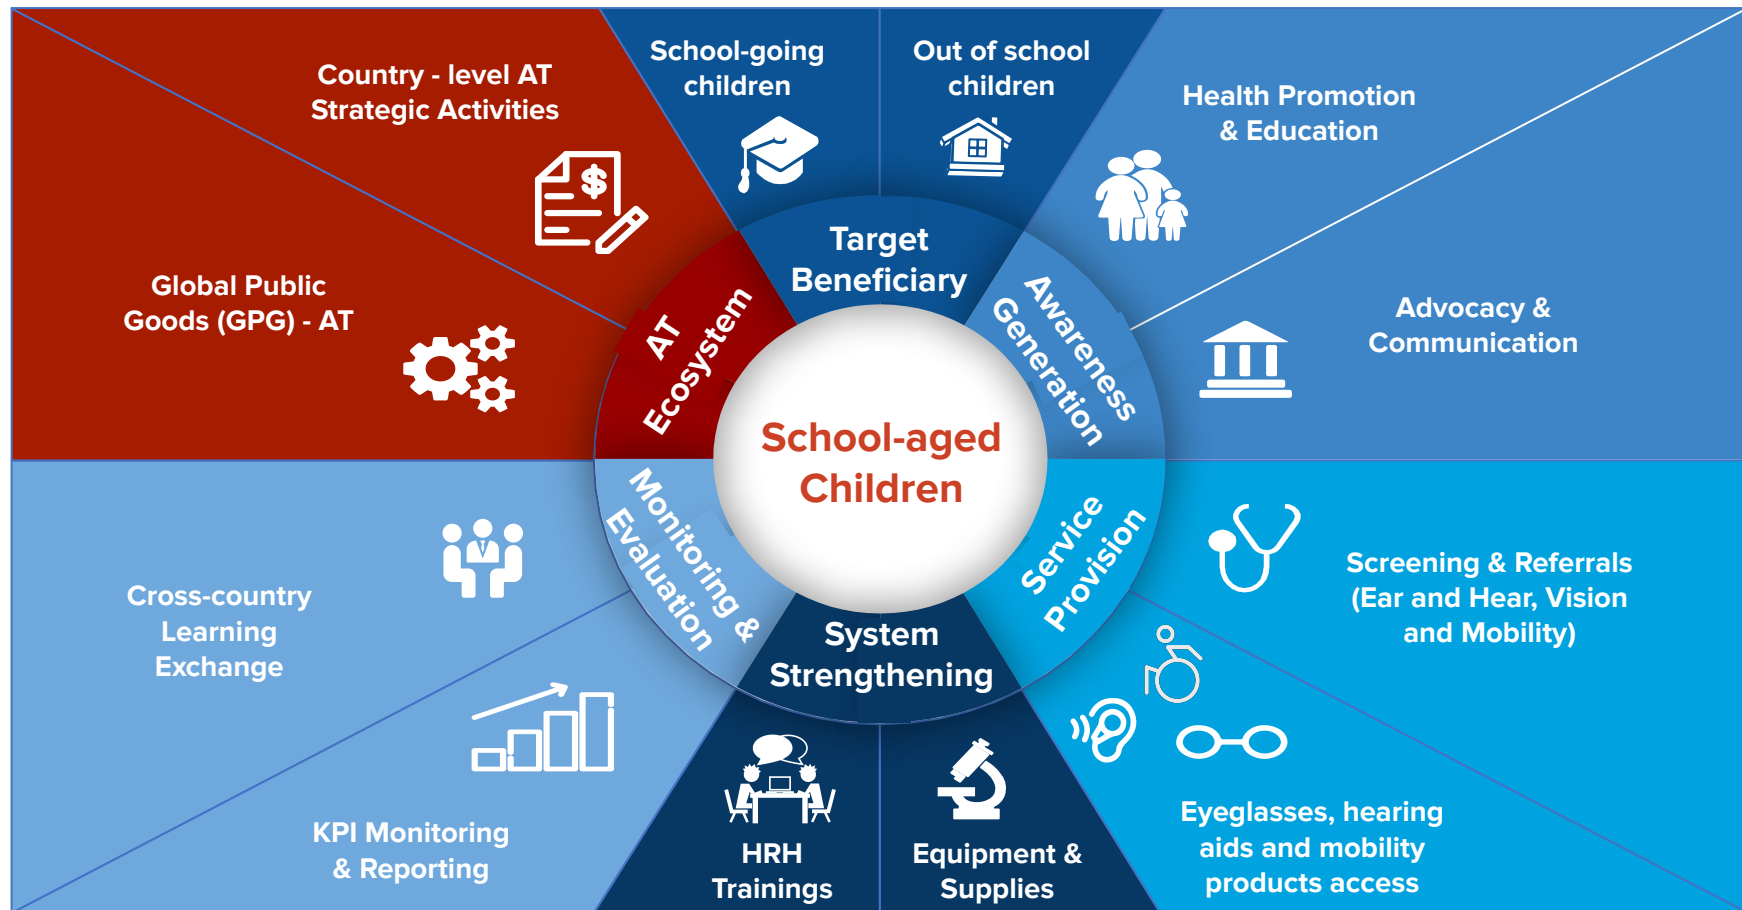 School-going
children
Out of school
children
Country - level AT
Strategic Activities
Health Promotion
& Education
Global Public
Goods (GPG) - AT
Advocacy &
Communication
Target
Beneficiary
AT
Ecosystem
Awareness
Generation
School-aged
Children
Monitoring &
Evaluation
Service
Provision
System
Strengthening
Cross-country
Learning
Exchange
Screening & Referrals
(Ear and Hear, Vision
and Mobility)
KPI Monitoring
& Reporting
HRH
Trainings
Equipment &
Supplies
Eyeglasses, hearing
aids and mobility
products access
$